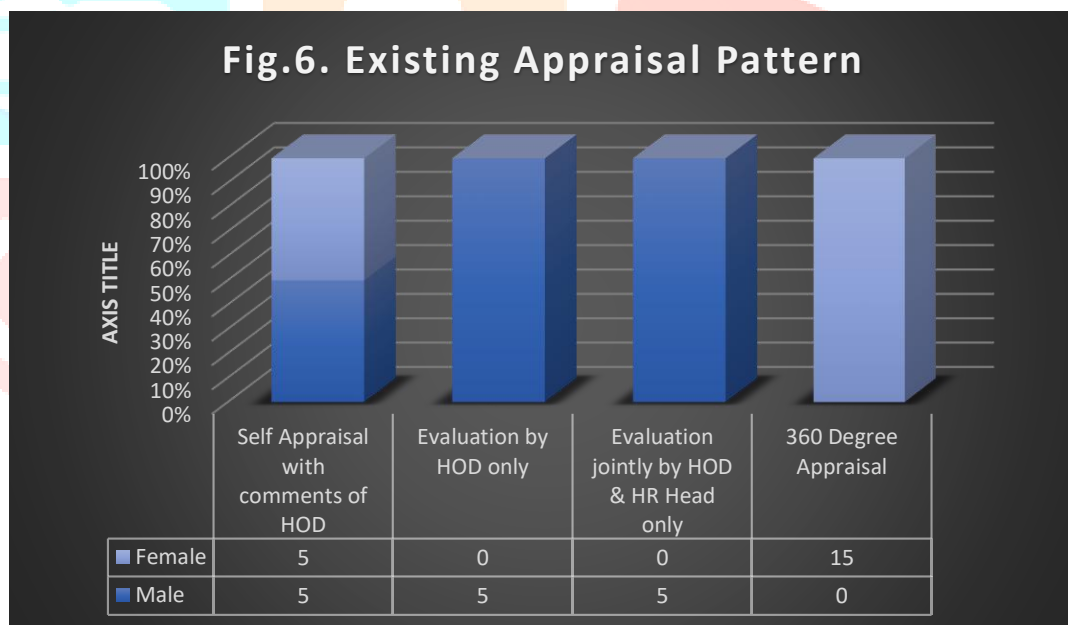 Fig.6. Existing Appraisal Pattern
AXIS TITLE
100%
90%
80%
70%
60%
50%
40%
30%
20%
10%
0%
Self Appraisal
with
comments of
HOD
Evaluation by
HOD only
Evaluation
jointly by HOD
& HR Head
only
360 Degree
Appraisal
Female 5 0 0 15
Male 5 5 5 0